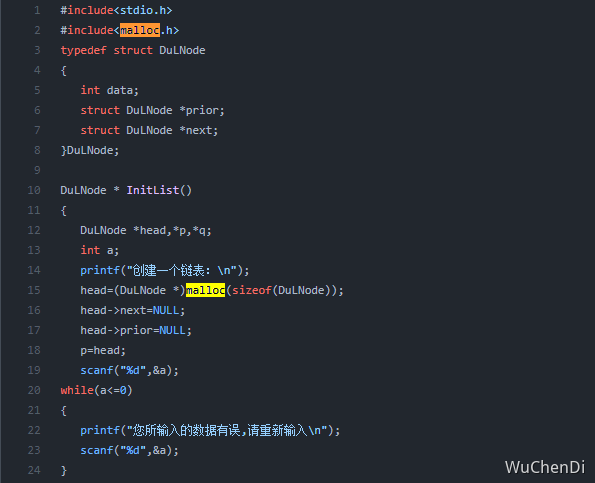 1 #include<stdio.h>
2 #include<malloc.h>
3 typedef struct DuLNode
4 {
5 int data;
6 struct DuLNode *prior;
7 struct DuLNode *next;
8 }DuLNode;
9
10 DuLNode * InitList()
11 {
12 DuLNode *head,*p,*q;
13 int a;
14 printf("创建一个链表：\n");
15 head=(DuLNode *)malloc(sizeof(DuLNode));
16 head->next=NULL;
17 head->prior=NULL;
18 p=head;
19 scanf("%d",&a);
20 while(a<=0)
21 {
22 printf("您所输入的数据有误,请重新输入\n");
23 scanf("%d",&a);
24 }
WuChenDi